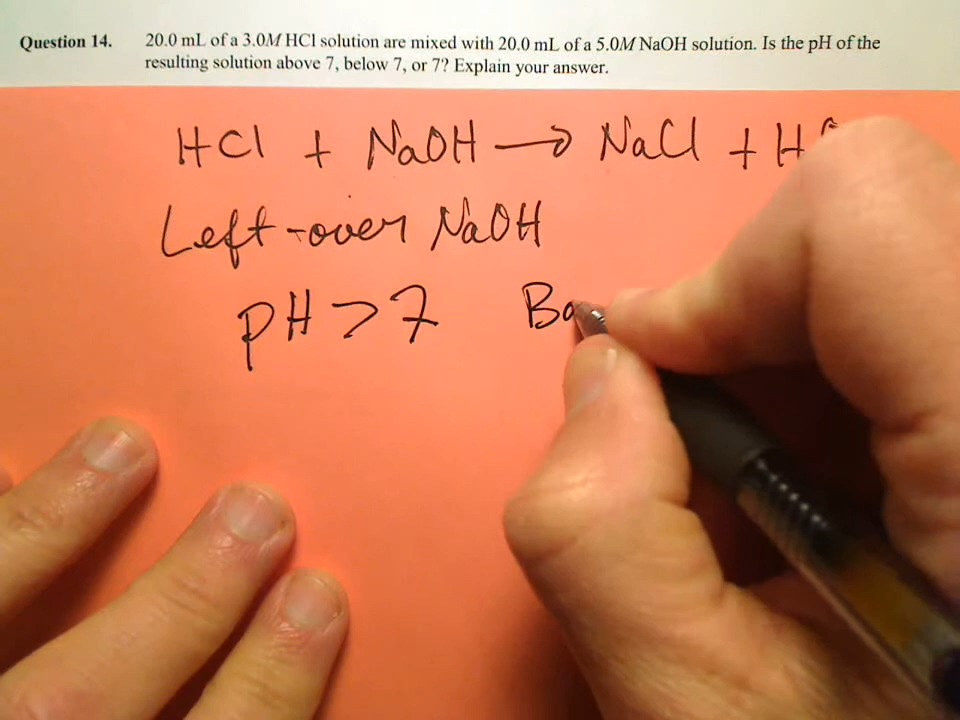 Question 14. 20.0 mL of a 3.0M HCl solution are mixed with 20.0 mL of a 5.0M NaOH solution. Is the pH of the
resulting solution above 7, below 7, or 7? Explain your answer.
HCl + NaOH → NaCl + H
Left-over NaOH
pH > 7 Ba